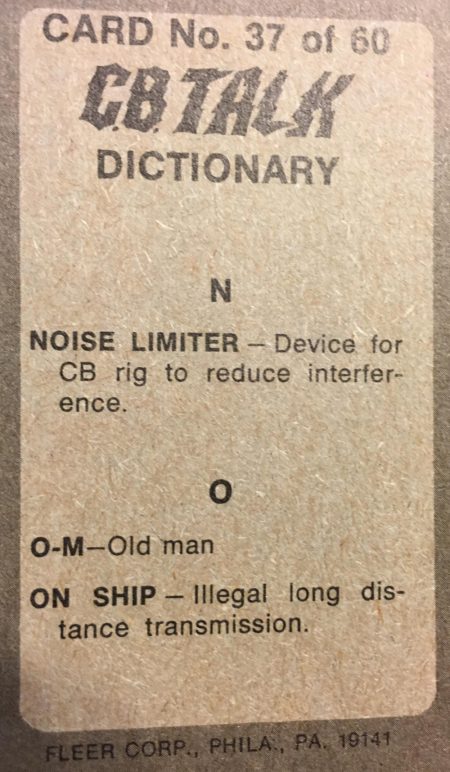 CARD No. 37 of 60
C.B. TALK
DICTIONARY
N
NOISE LIMITER – Device for
CB rig to reduce interfer-
ence.
O
O-M–Old man
ON SHIP – Illegal long dis-
tance transmission.
FLEER CORP., PHILA., PA. 19141